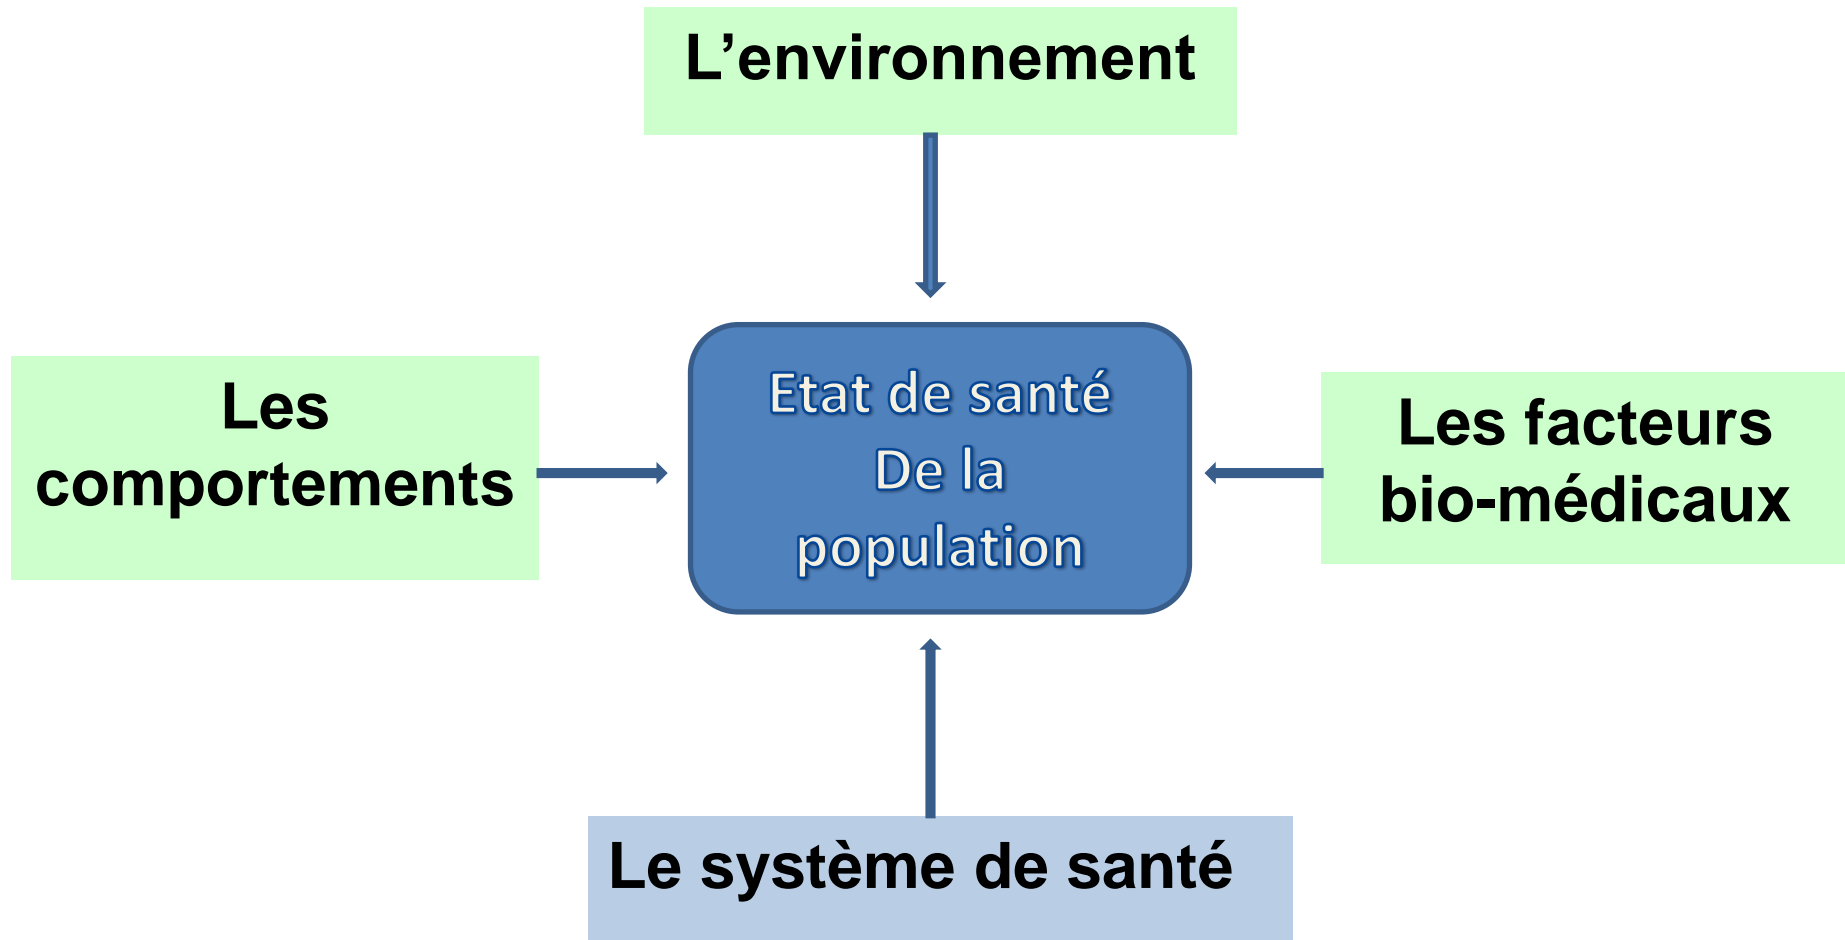 L’environnement
Les
comportements
Etat de santé
De la
population
Les facteurs
bio-médicaux
Le système de santé